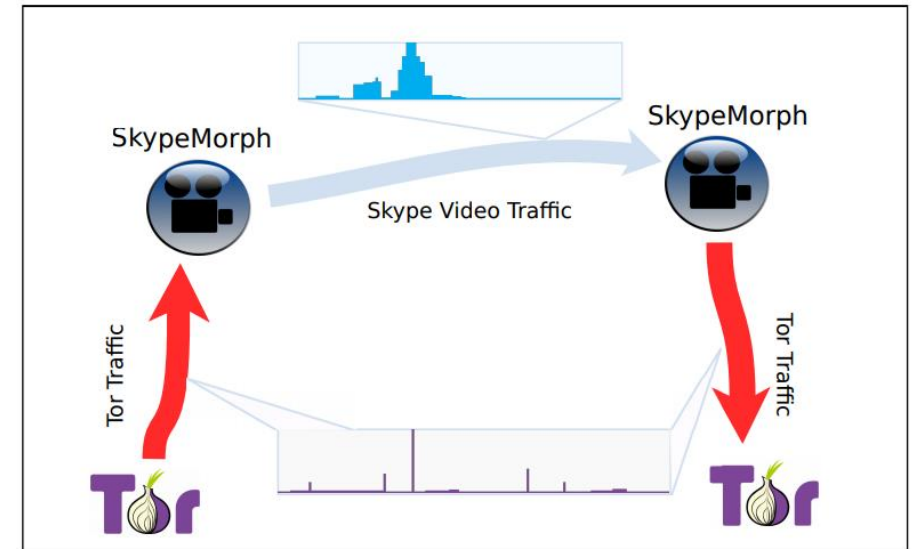 SkypeMorph
SkypeMorph
Skype Video Traffic
Tor Traffic
Tor Traffic
Tor
Tor